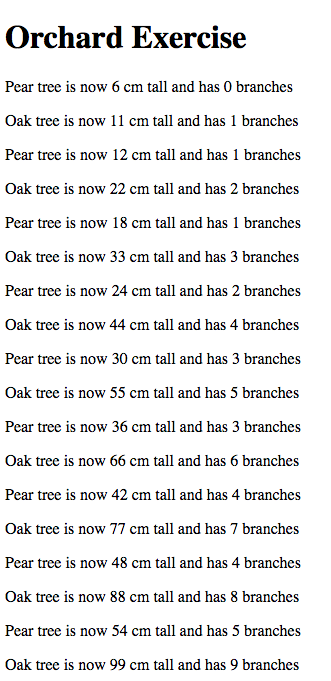 Orchard Exercise
Pear tree is now 6 cm tall and has 0 branches
Oak tree is now 11 cm tall and has 1 branches
Pear tree is now 12 cm tall and has 1 branches
Oak tree is now 22 cm tall and has 2 branches
Pear tree is now 18 cm tall and has 1 branches
Oak tree is now 33 cm tall and has 3 branches
Pear tree is now 24 cm tall and has 2 branches
Oak tree is now 44 cm tall and has 4 branches
Pear tree is now 30 cm tall and has 3 branches
Oak tree is now 55 cm tall and has 5 branches
Pear tree is now 36 cm tall and has 3 branches
Oak tree is now 66 cm tall and has 6 branches
Pear tree is now 42 cm tall and has 4 branches
Oak tree is now 77 cm tall and has 7 branches
Pear tree is now 48 cm tall and has 4 branches
Oak tree is now 88 cm tall and has 8 branches
Pear tree is now 54 cm tall and has 5 branches
Oak tree is now 99 cm tall and has 9 branches